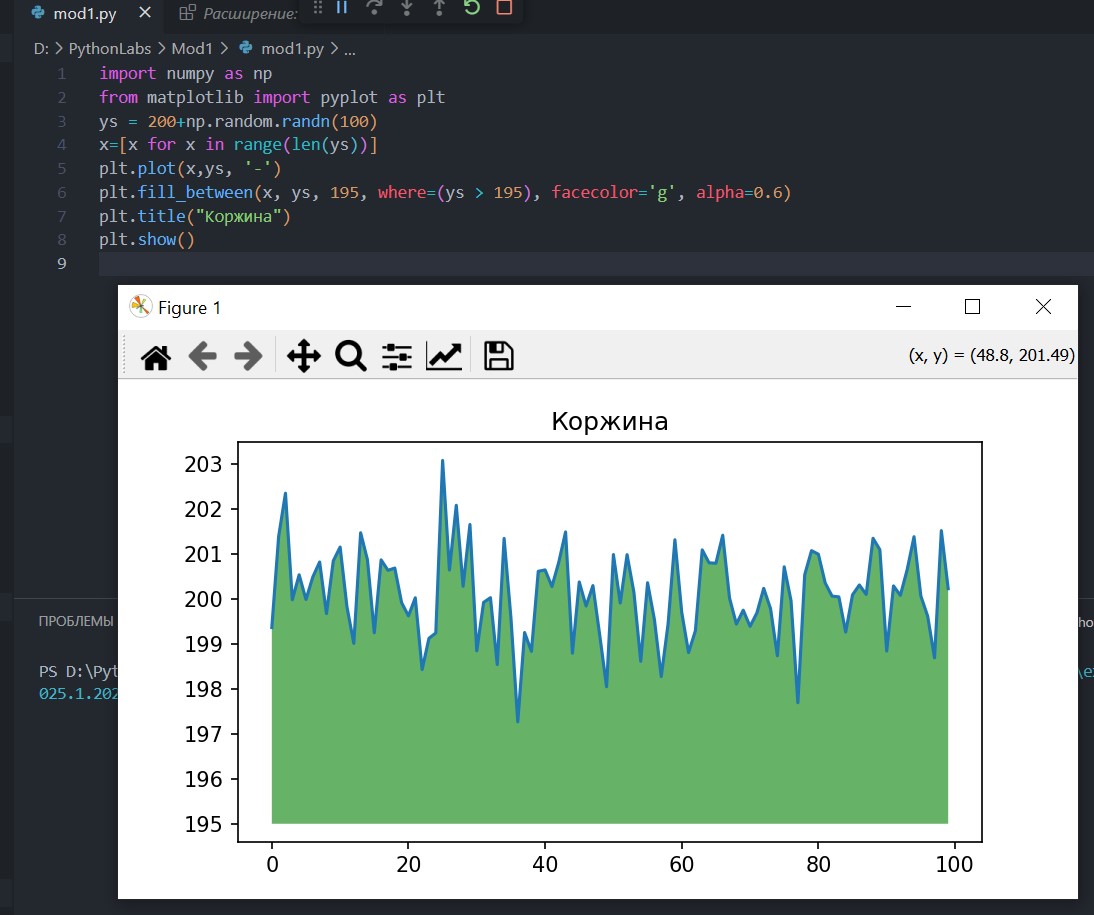 mod1.py
Расширение:
D: > PythonLabs > Mod1 > mod1.py > ...
1 import numpy as np
2 from matplotlib import pyplot as plt
3 ys = 200+np.random.randn(100)
4 x=[x for x in range(len(ys))]
5 plt.plot(x,ys, '-')
6 plt.fill_between(x, ys, 195, where=(ys > 195), facecolor='g', alpha=0.6)
7 plt.title("Коржина")
8 plt.show()
9
Figure 1
(x, y) = (48.8, 201.49)
Коржина
203
202
201
200
199
198
197
196
195
0 20 40 60 80 100
ПРОБЛЕМЫ
PS D:\Pyt
025.1.202